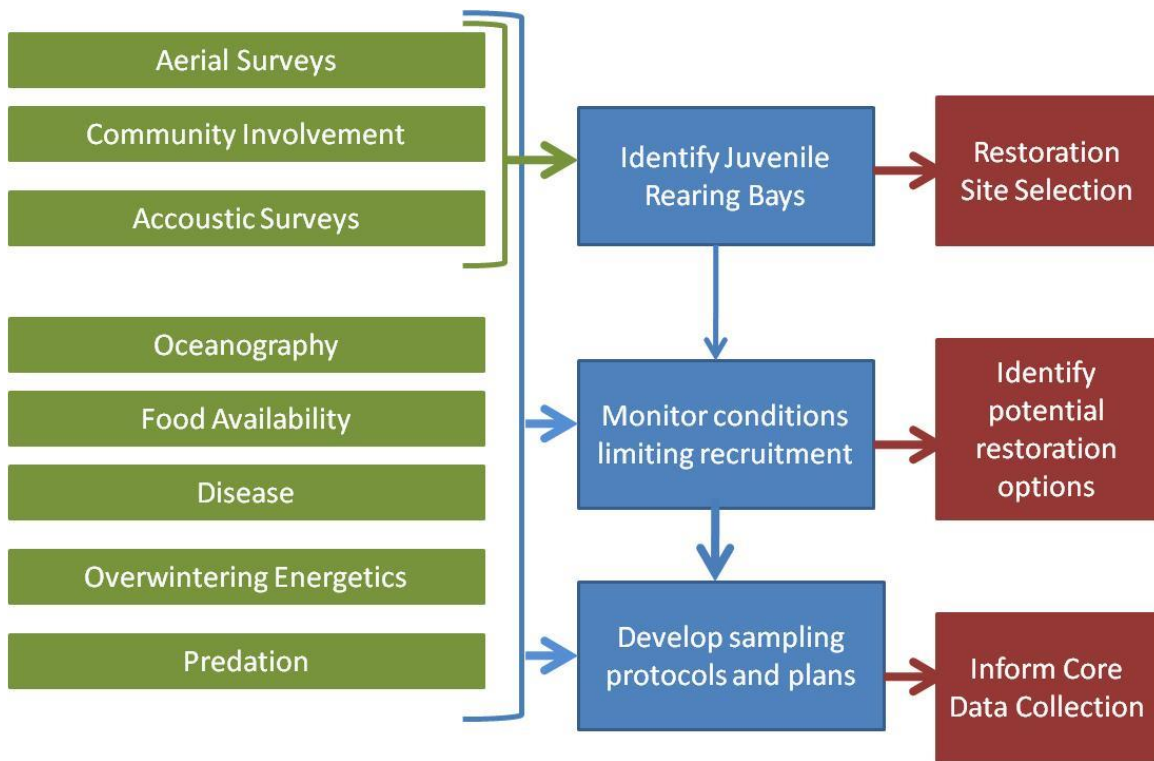 Aerial Surveys
Community Involvement
Accoustic Surveys
Oceanography
Food Availability
Disease
Overwintering Energetics
Predation
Identify Juvenile
Rearing Bays
Monitor conditions
limiting recruitment
Develop sampling
protocols and plans
Restoration
Site Selection
Identify
potential
restoration
options
Inform Core
Data Collection